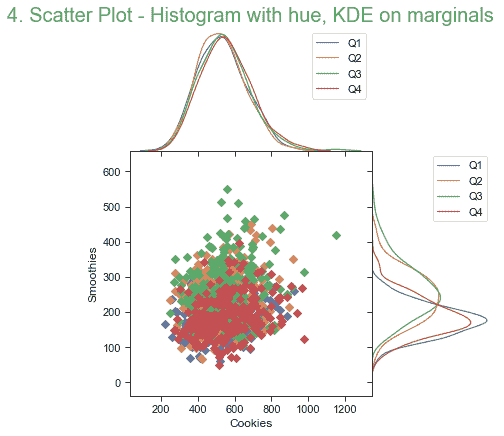 4. Scatter Plot - Histogram with hue, KDE on marginals
Q1
Q2
Q3
Q4
Q1
Q2
Q3
Q4
600
500
400
300
200
100
0
Smoothies
200 400 600 800 1000 1200
Cookies